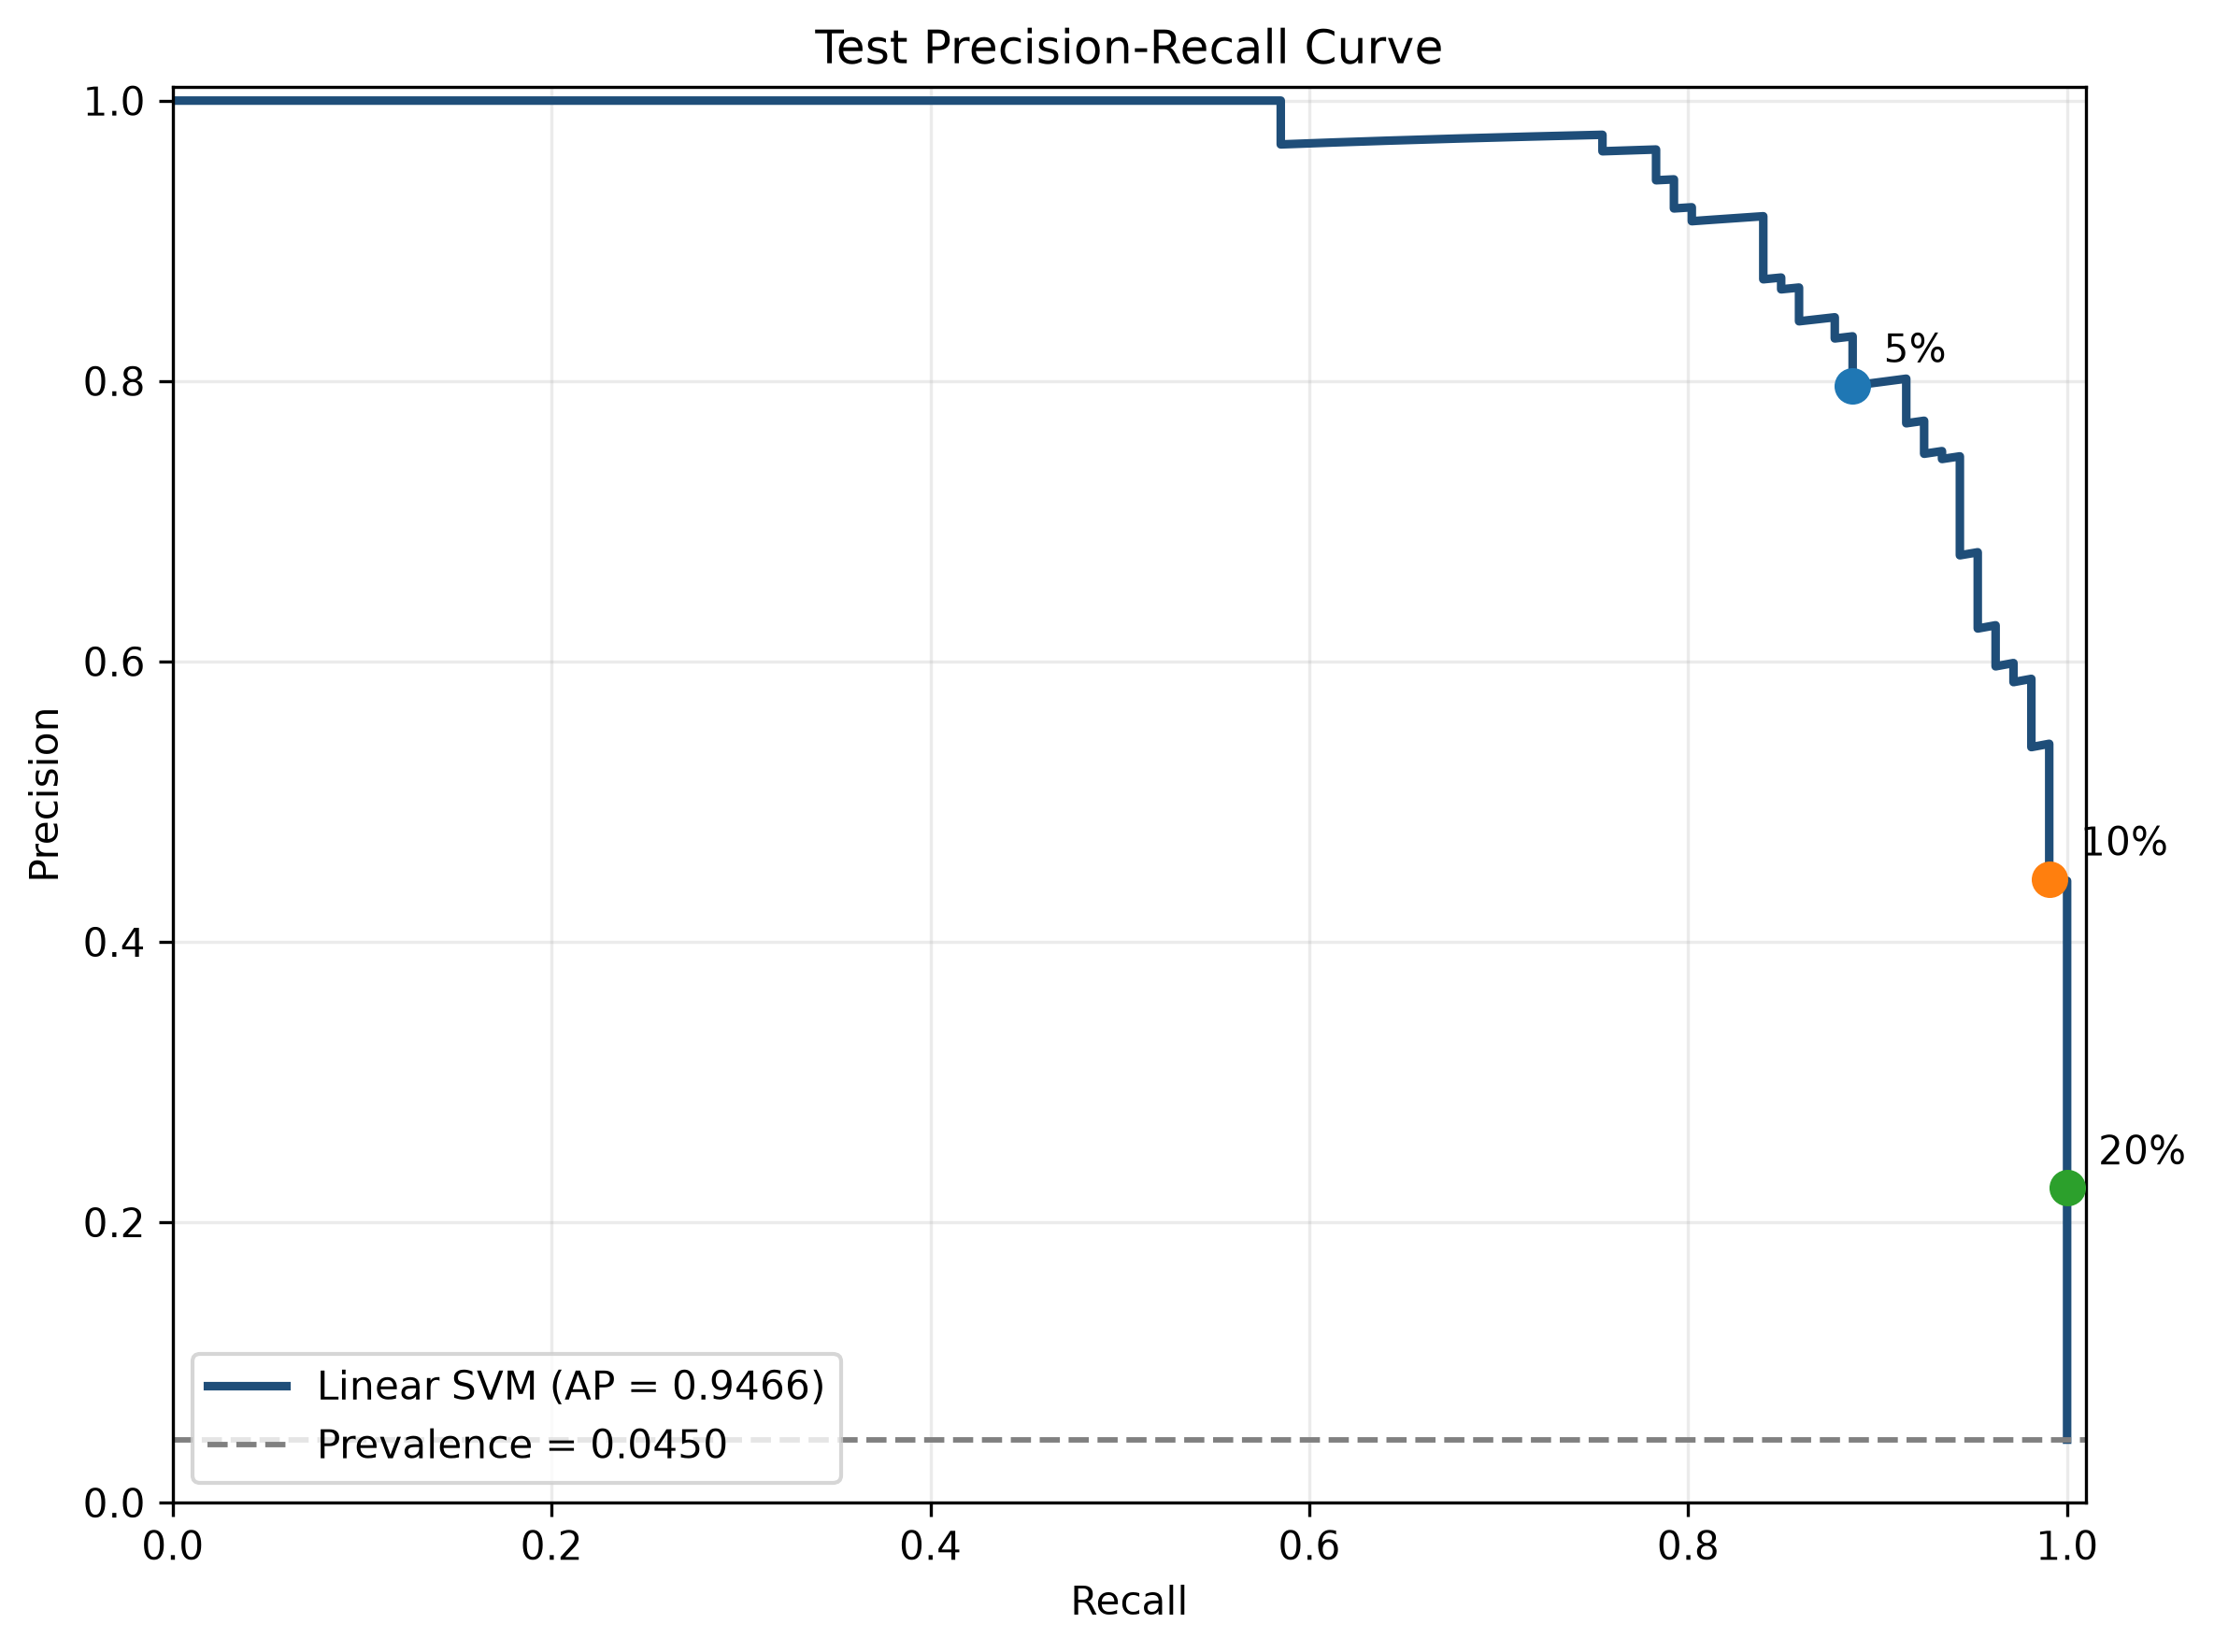 Test Precision-Recall Curve
1.0
0.8
0.6
0.4
0.2
0.0
Precision
5%
10%
20%
Linear SVM (AP = 0.9466)
Prevalence = 0.0450
0.0 0.2 0.4 0.6 0.8 1.0
Recall